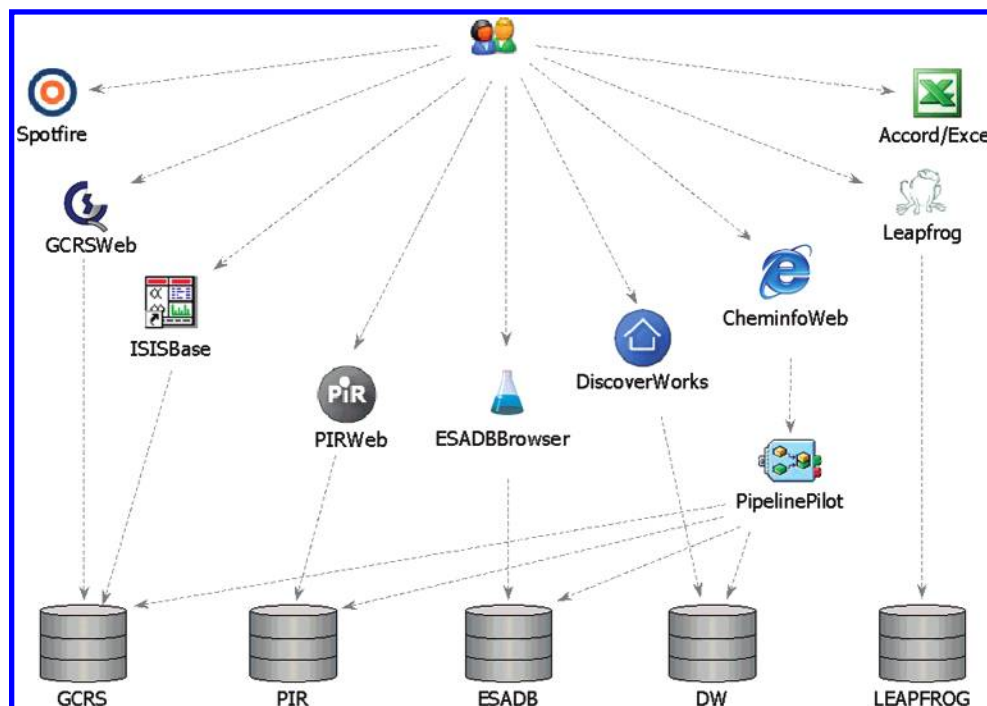 Spotfire
Accord/Exce
GCRSWeb
Leapfrog
ISISBase
CheminfoWeb
DiscoverWorks
PiR
PIRWeb
ESADBBrowser
PipelinePilot
GCRS
PIR
ESADB
DW
LEAPFROG